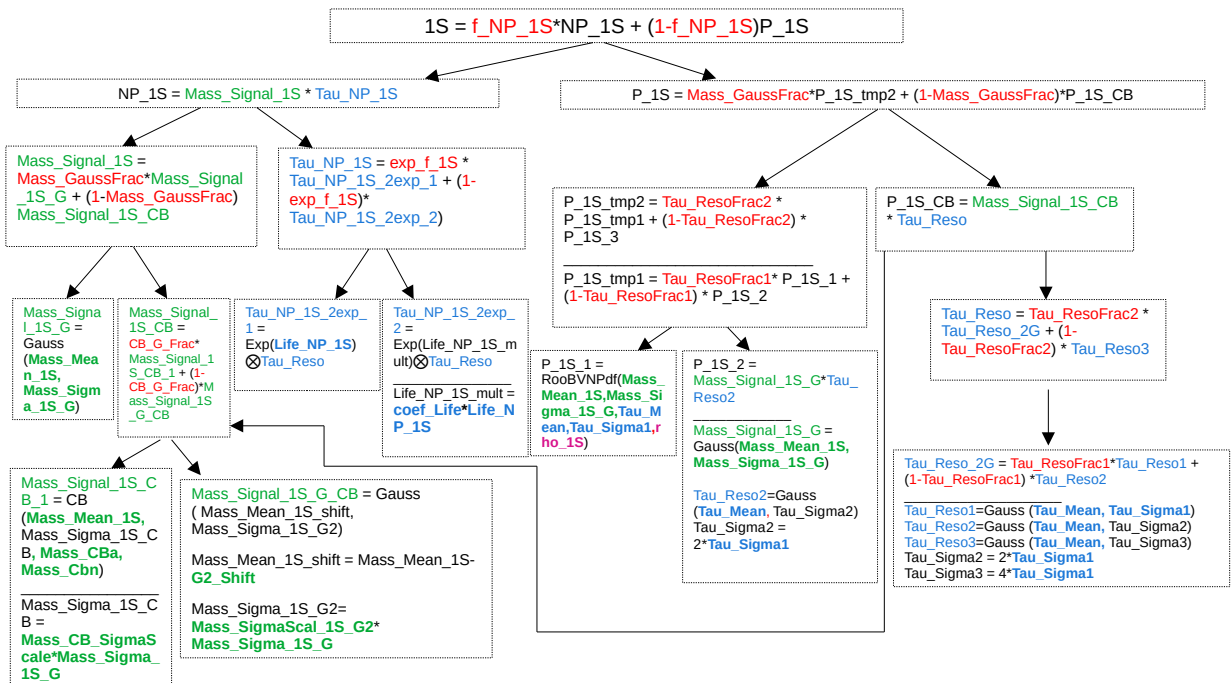 1S = f_NP_1S*NP_1S + (1-f_NP_1S)P_1S
NP_1S = Mass_Signal_1S * Tau_NP_1S
P_1S = Mass_GaussFrac*P_1S_tmp2 + (1-Mass_GaussFrac)*P_1S_CB
Mass_Signal_1S =
Mass_GaussFrac*Mass_Signal
_1S_G + (1-Mass_GaussFrac)
Mass_Signal_1S_CB
Tau_NP_1S = exp_f_1S *
Tau_NP_1S_2exp_1 + (1-
exp_f_1S)*
Tau_NP_1S_2exp_2)
P_1S_tmp2 = Tau_ResoFrac2 *
P_1S_tmp1 + (1-Tau_ResoFrac2) *
P_1S_3
P_1S_tmp1 = Tau_ResoFrac1* P_1S_1 +
(1-Tau_ResoFrac1) * P_1S_2
P_1S_CB = Mass_Signal_1S_CB
* Tau_Reso
Mass_Signa
l_1S_G =
Gauss
(Mass_Mea
n_1S,
Mass_Sigm
a_1S_G)
Mass_Signal_
1S_CB =
CB_G_Frac*
Mass_Signal_1
S_CB_1 + (1-
CB_G_Frac)*M
ass_Signal_1S
_G_CB
Tau_NP_1S_2exp_
1 =
Exp(Life_NP_1S)
⊗Tau_Reso
Tau_NP_1S_2exp_
2 =
Exp(Life_NP_1S_m
ult)⊗Tau_Reso
Life_NP_1S_mult =
coef_Life*Life_N
P_1S
P_1S_1 =
RooBVNPdf(Mass_
Mean_1S,Mass_Si
gma_1S_G,Tau_M
ean,Tau_Sigma1,r
ho_1S)
P_1S_2 =
Mass_Signal_1S_G*Tau_
Reso2
Mass_Signal_1S_G =
Gauss(Mass_Mean_1S,
Mass_Sigma_1S_G)
Tau_Reso2=Gauss
(Tau_Mean, Tau_Sigma2)
Tau_Sigma2 =
2*Tau_Sigma1
Tau_Reso = Tau_ResoFrac2 *
Tau_Reso_2G + (1-
Tau_ResoFrac2) * Tau_Reso3
Mass_Signal_1S_C
B_1 = CB
(Mass_Mean_1S,
Mass_Sigma_1S_C
B, Mass_CBa,
Mass_Cbn)
Mass_Sigma_1S_C
B =
Mass_CB_SigmaS
cale*Mass_Sigma_
1S_G
Mass_Signal_1S_G_CB = Gauss
( Mass_Mean_1S_shift,
Mass_Sigma_1S_G2)
Mass_Mean_1S_shift = Mass_Mean_1S-
G2_Shift
Mass_Sigma_1S_G2=
Mass_SigmaScal_1S_G2*
Mass_Sigma_1S_G
Tau_Reso_2G = Tau_ResoFrac1*Tau_Reso1 +
(1-Tau_ResoFrac1) *Tau_Reso2
Tau_Reso1=Gauss (Tau_Mean, Tau_Sigma1)
Tau_Reso2=Gauss (Tau_Mean, Tau_Sigma2)
Tau_Reso3=Gauss (Tau_Mean, Tau_Sigma3)
Tau_Sigma2 = 2*Tau_Sigma1
Tau_Sigma3 = 4*Tau_Sigma1